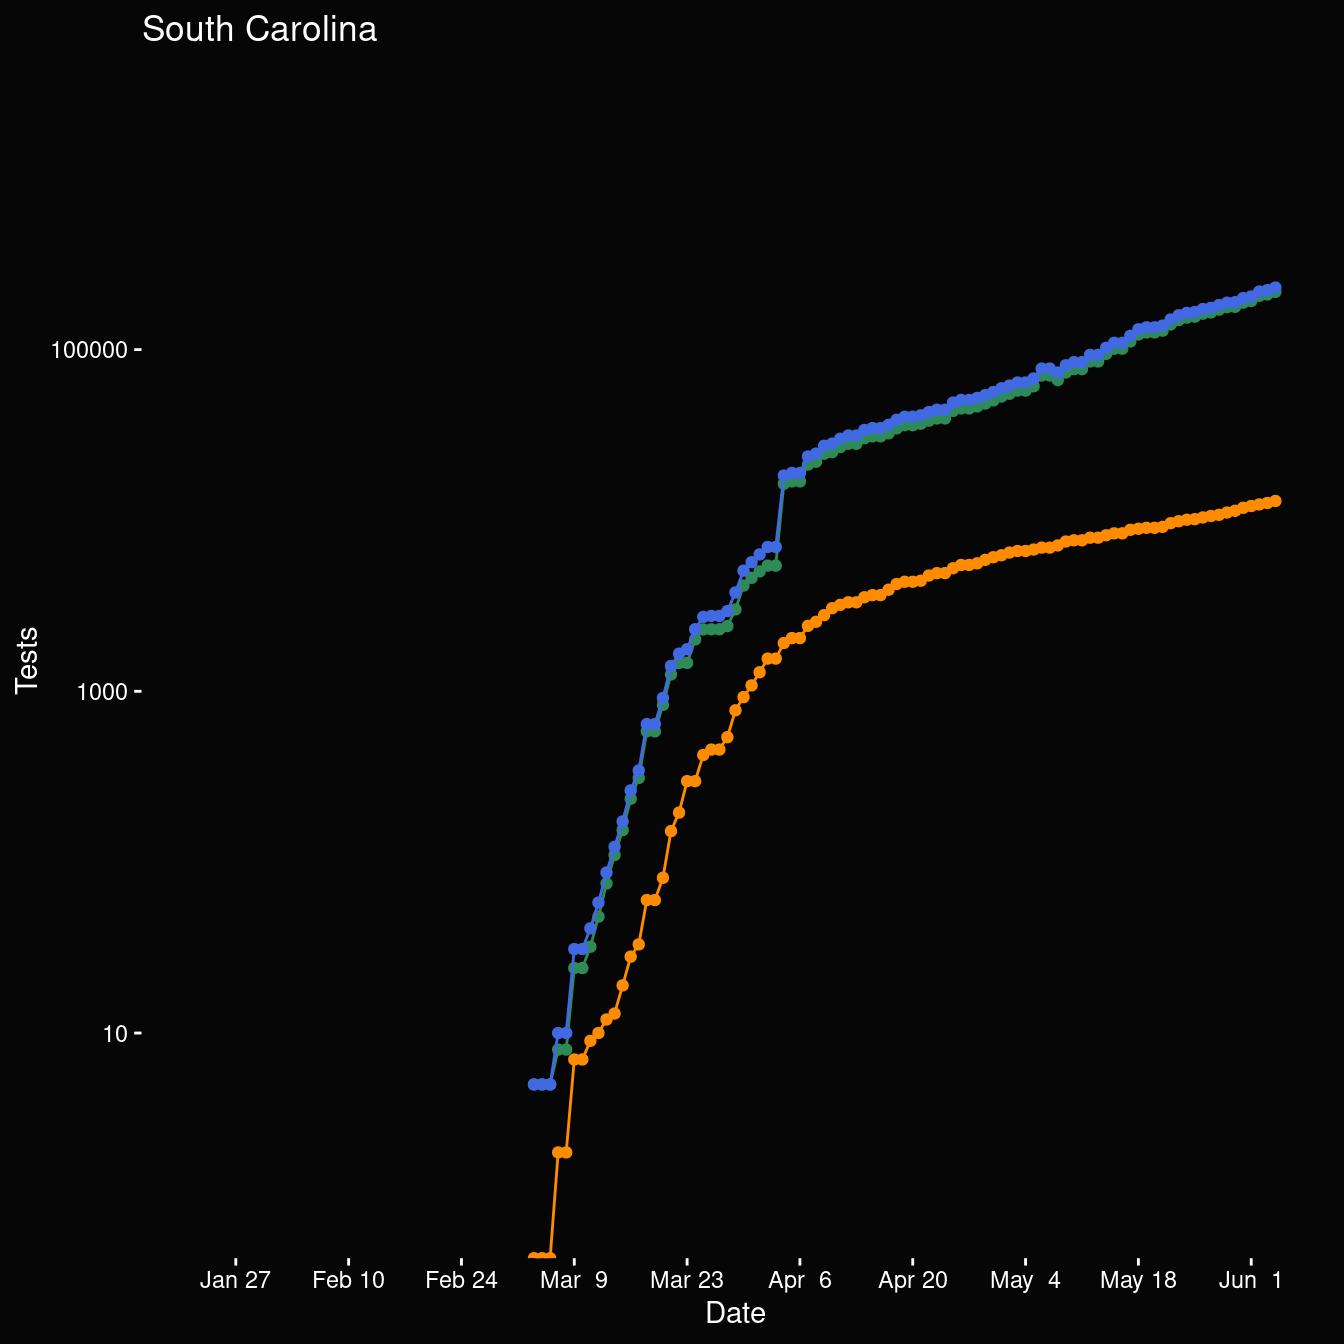 South Carolina
100000
1000
10
Tests
Jan 27
Feb 10
Feb 24
Mar  9
Mar 23
Apr  6
Apr 20
May  4
May 18
Jun  1
Date